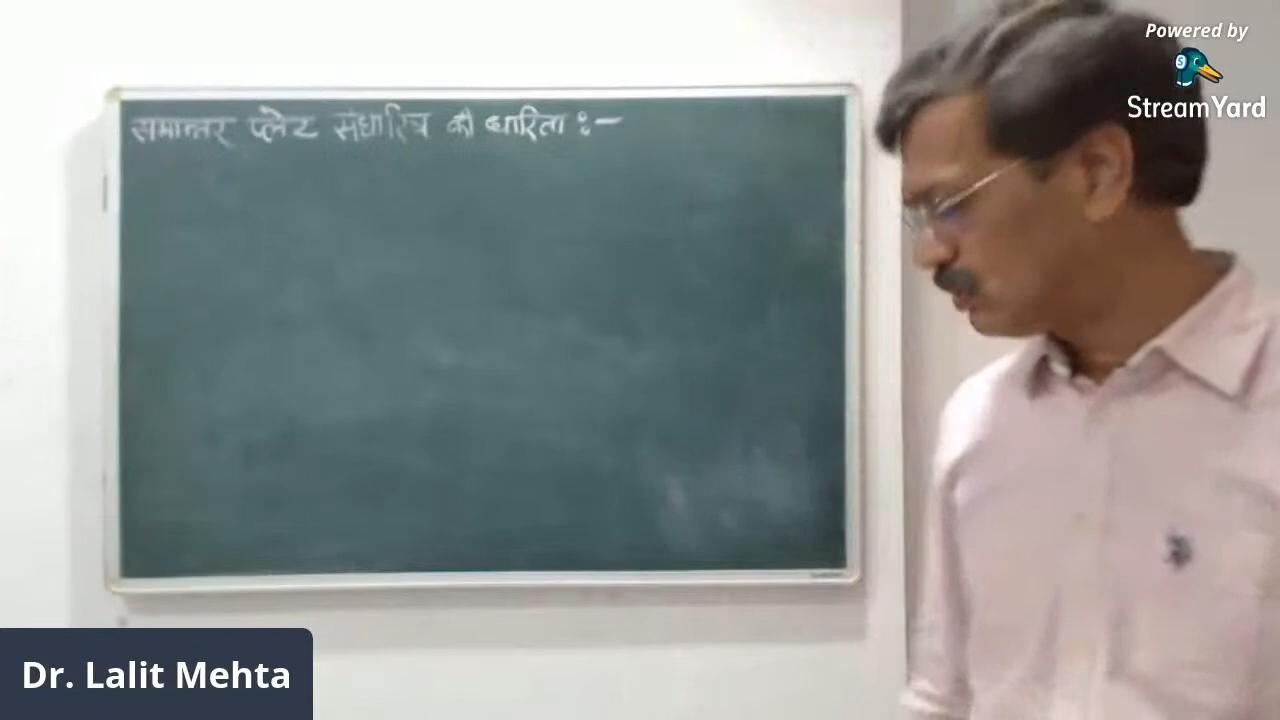 Powered by
StreamYard
समान्तर प्लेट संधारित्र की धारिता :-
Dr. Lalit Mehta